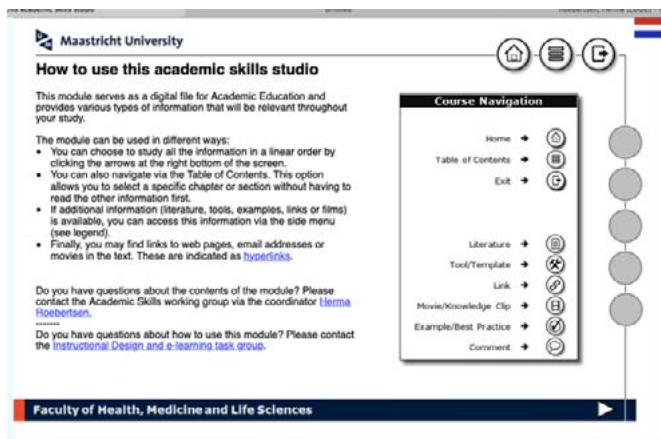 Maastricht University
How to use this academic skills studio
This module serves as a digital file for Academic Education and
provides various types of information that will be relevant throughout
your study.
The module can be used in different ways:
• You can choose to study all the information in a linear order by
clicking the arrows at the right bottom of the screen.
• You can also navigate via the Table of Contents. This option
allows you to select a specific chapter or section without having to
read the other information first.
• If additional information (literature, tools, examples, links or films)
is available, you can access this information via the side menu
(see legend).
• Finally, you may find links to web pages, email addresses or
movies in the text. These are indicated as hyperlinks.
Do you have questions about the contents of the module? Please
contact the Academic Skills working group via the coordinator Herma
Roebertsen.
-------
Do you have questions about how to use this module? Please contact
the Instructional Design and e-learning task group.
Course Navigation
Home
Table of Contents
Exit
Literature
Tool/Template
Link
Movie/Knowledge Clip
Example/Best Practice
Comment
Faculty of Health, Medicine and Life Sciences